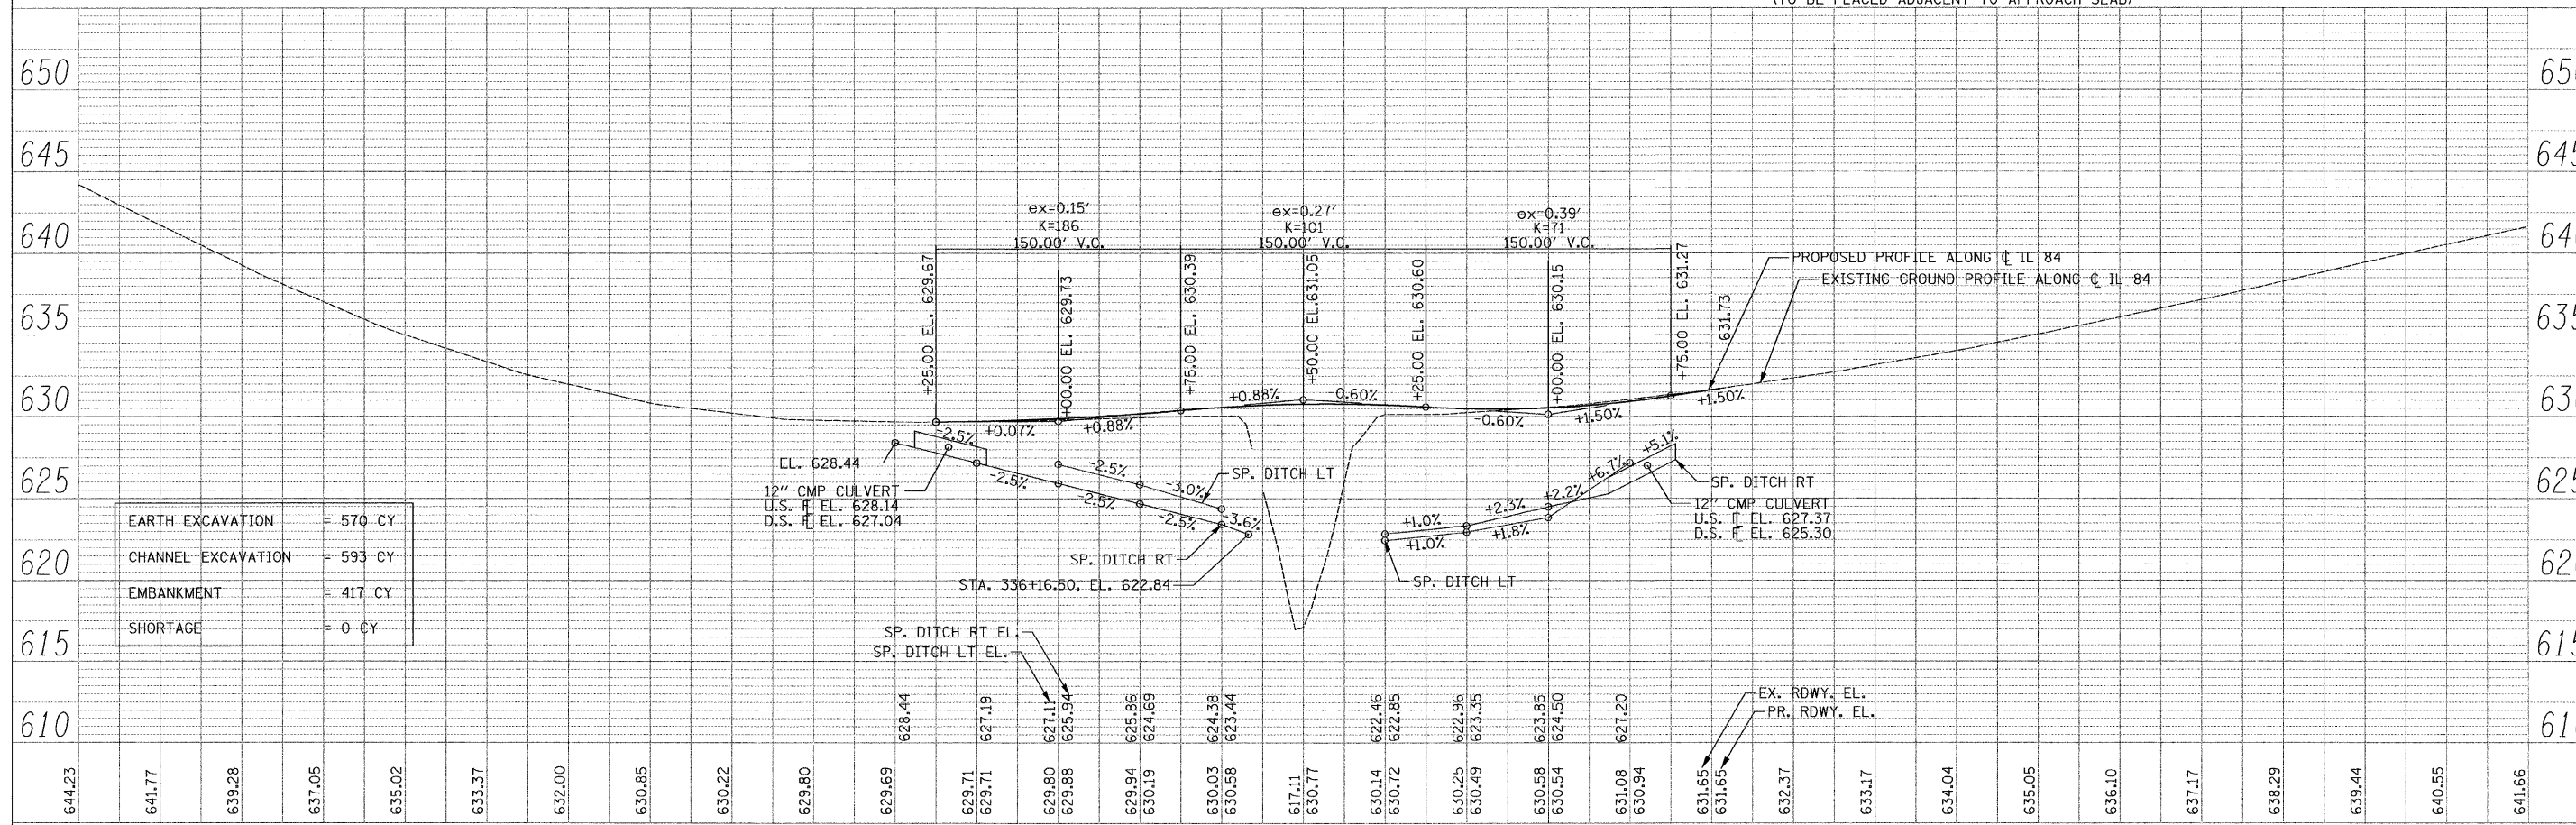 (TO BE PLACED ADJACENT TO APPROACH SLAB)
650
645
640
635
630
625
620
615
610
ex=0.15'
K=186
150.00' V.C.
ex=0.27'
K=101
150.00' V.C.
ex=0.39'
K=71
150.00' V.C.
+25.00 EL. 629.67
+00.00 EL. 629.73
+75.00 EL. 630.39
+50.00 EL.631.05
+25.00 EL. 630.60
+00.00 EL. 630.15
+75.00 EL. 631.27
631.73
PROPOSED PROFILE ALONG ℄ IL 84
EXISTING GROUND PROFILE ALONG ℄ IL 84
+0.07%
+0.88%
+0.88%
-0.60%
-0.60%
+1.50%
+1.50%
-2.5%
-2.5%
-2.5%
-2.5%
-2.5%
-3.0%
-3.6%
EL. 628.44
12" CMP CULVERT
U.S. FL EL. 628.14
D.S. FL EL. 627.04
SP. DITCH LT
SP. DITCH RT
STA. 336+16.50, EL. 622.84
+1.0%
+1.0%
+2.3%
+1.8%
+2.2%
+6.7%
+5.1%
SP. DITCH RT
12" CMP CULVERT
U.S. FL EL. 627.37
D.S. FL EL. 625.30
SP. DITCH LT
EARTH EXCAVATION = 570 CY
CHANNEL EXCAVATION = 593 CY
EMBANKMENT = 417 CY
SHORTAGE = 0 CY
SP. DITCH RT EL.
SP. DITCH LT EL.
628.44
627.19
627.11
625.94
625.86
624.69
624.38
623.44
622.46
622.85
622.96
623.35
623.85
624.50
627.20
EX. RDWY. EL.
PR. RDWY. EL.
644.23
641.77
639.28
637.05
635.02
633.37
632.00
630.85
630.22
629.80
629.69
629.71
629.71
629.80
629.88
629.94
630.19
630.03
630.58
617.11
630.77
630.14
630.72
630.25
630.49
630.58
630.54
631.08
630.94
631.65
631.65
632.37
633.17
634.04
635.05
636.10
637.17
638.29
639.44
640.55
641.66